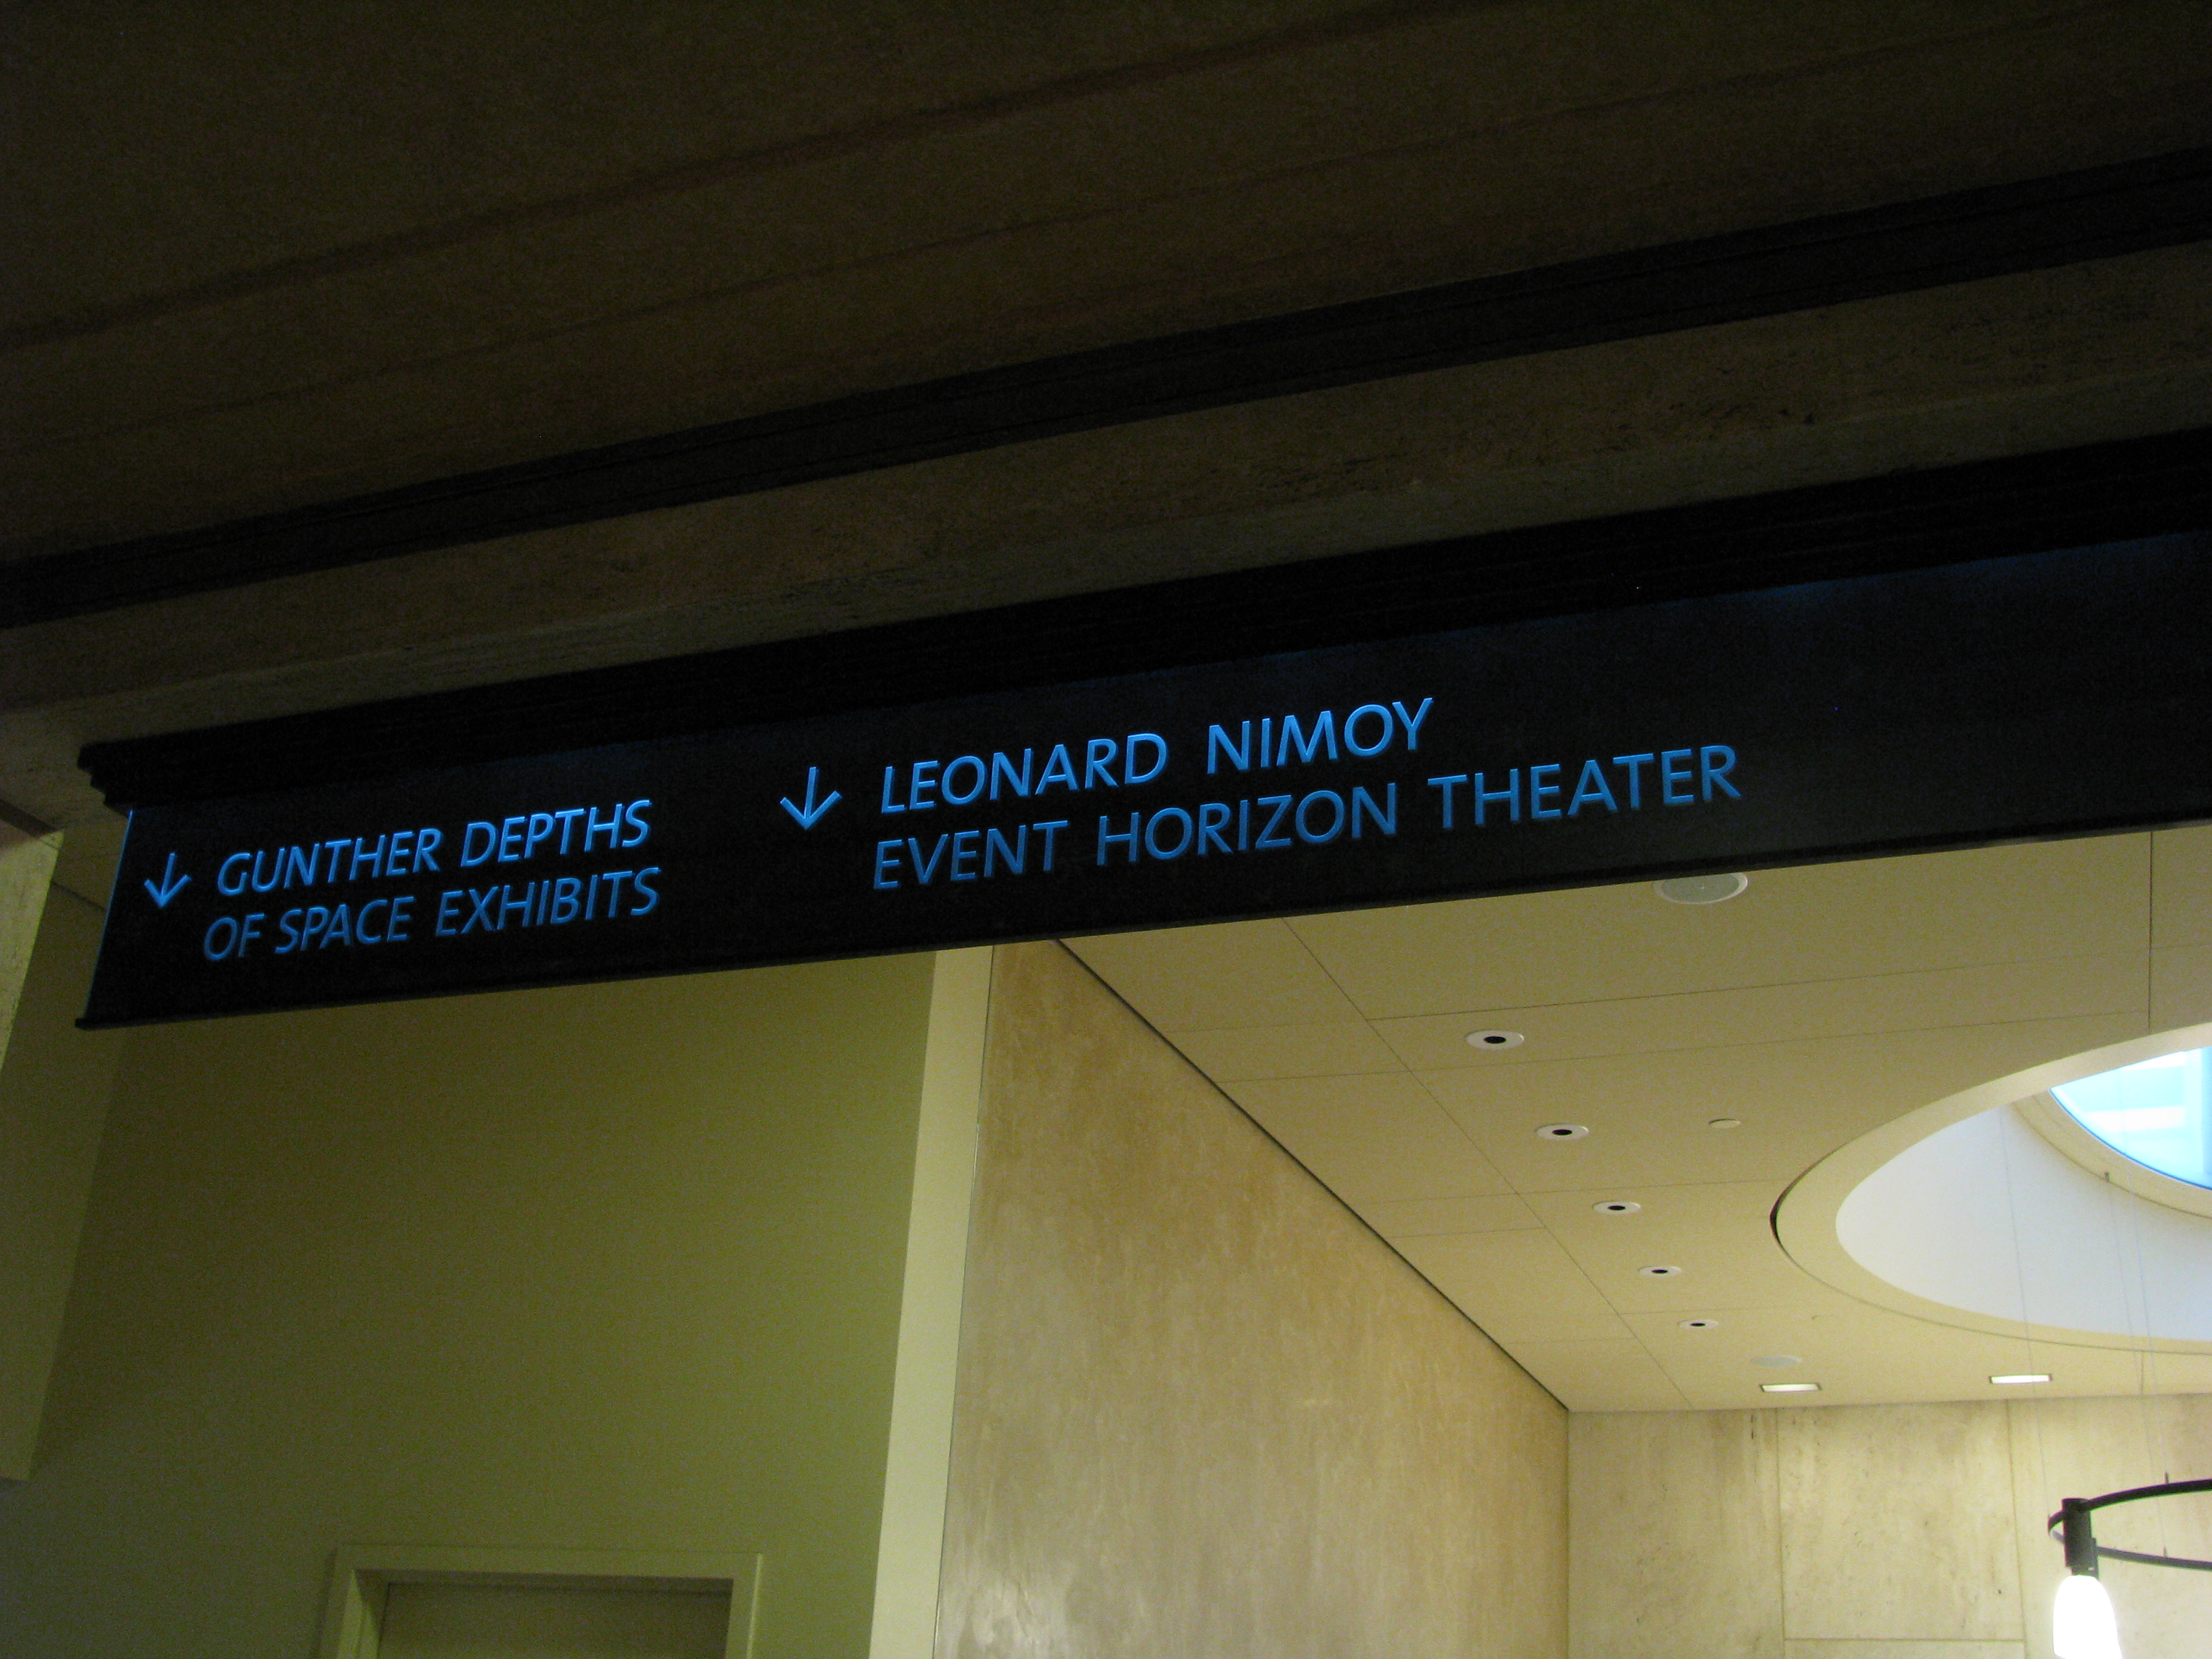 ↓ GUNTHER DEPTHS
OF SPACE EXHIBITS
↓ LEONARD NIMOY
EVENT HORIZON THEATER